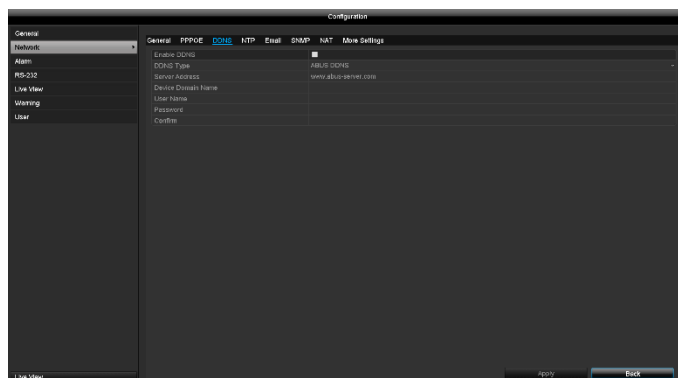 Configuration
General
Network
Alarm
RS-232
Live View
Warning
User
General PPPOE DDNS NTP Email SNMP NAT More Settings
Enable DDNS
DDNS Type ABUS DDNS
Server Address www.abus-server.com
Device Domain Name
User Name
Password
Confirm
Live View
Apply Back